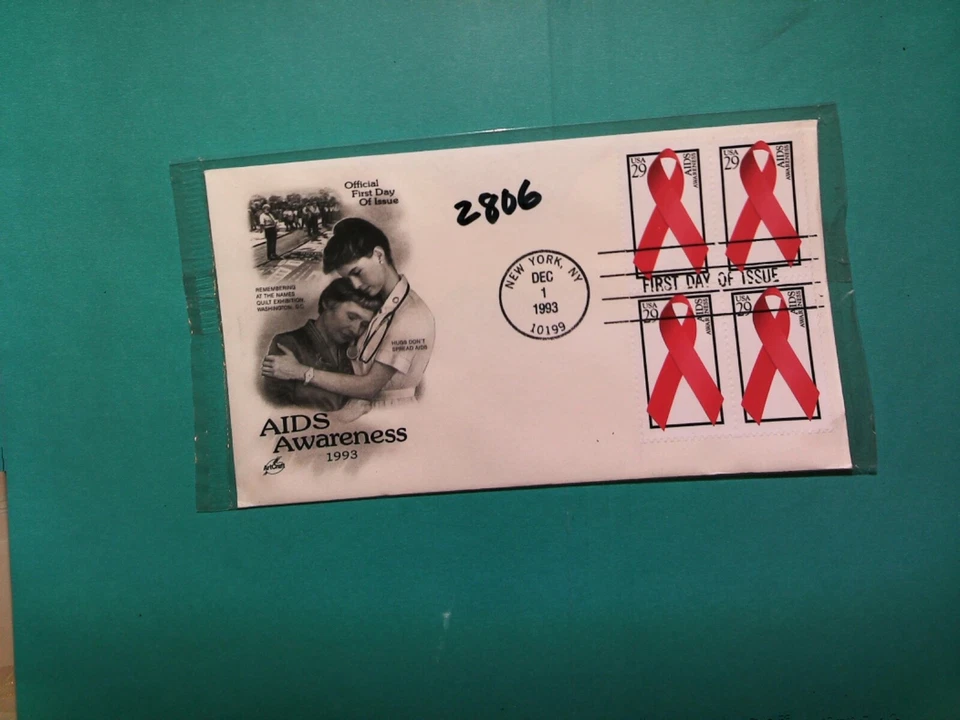 Official
First Day
Of Issue
2806
REMEMBERING
AT THE NAMES
QUILT EXHIBITION,
WASHINGTON, D.C.
HUGS DON'T
SPREAD AIDS
AIDS
Awareness
1993
ArtCraft
NEW YORK, NY
DEC
1
1993
10199
USA
29
AIDS
AWARENESS
USA
29
AIDS
AWARENESS
FIRST DAY OF ISSUE
USA
29
AIDS
AWARENESS
USA
29
AIDS
AWARENESS